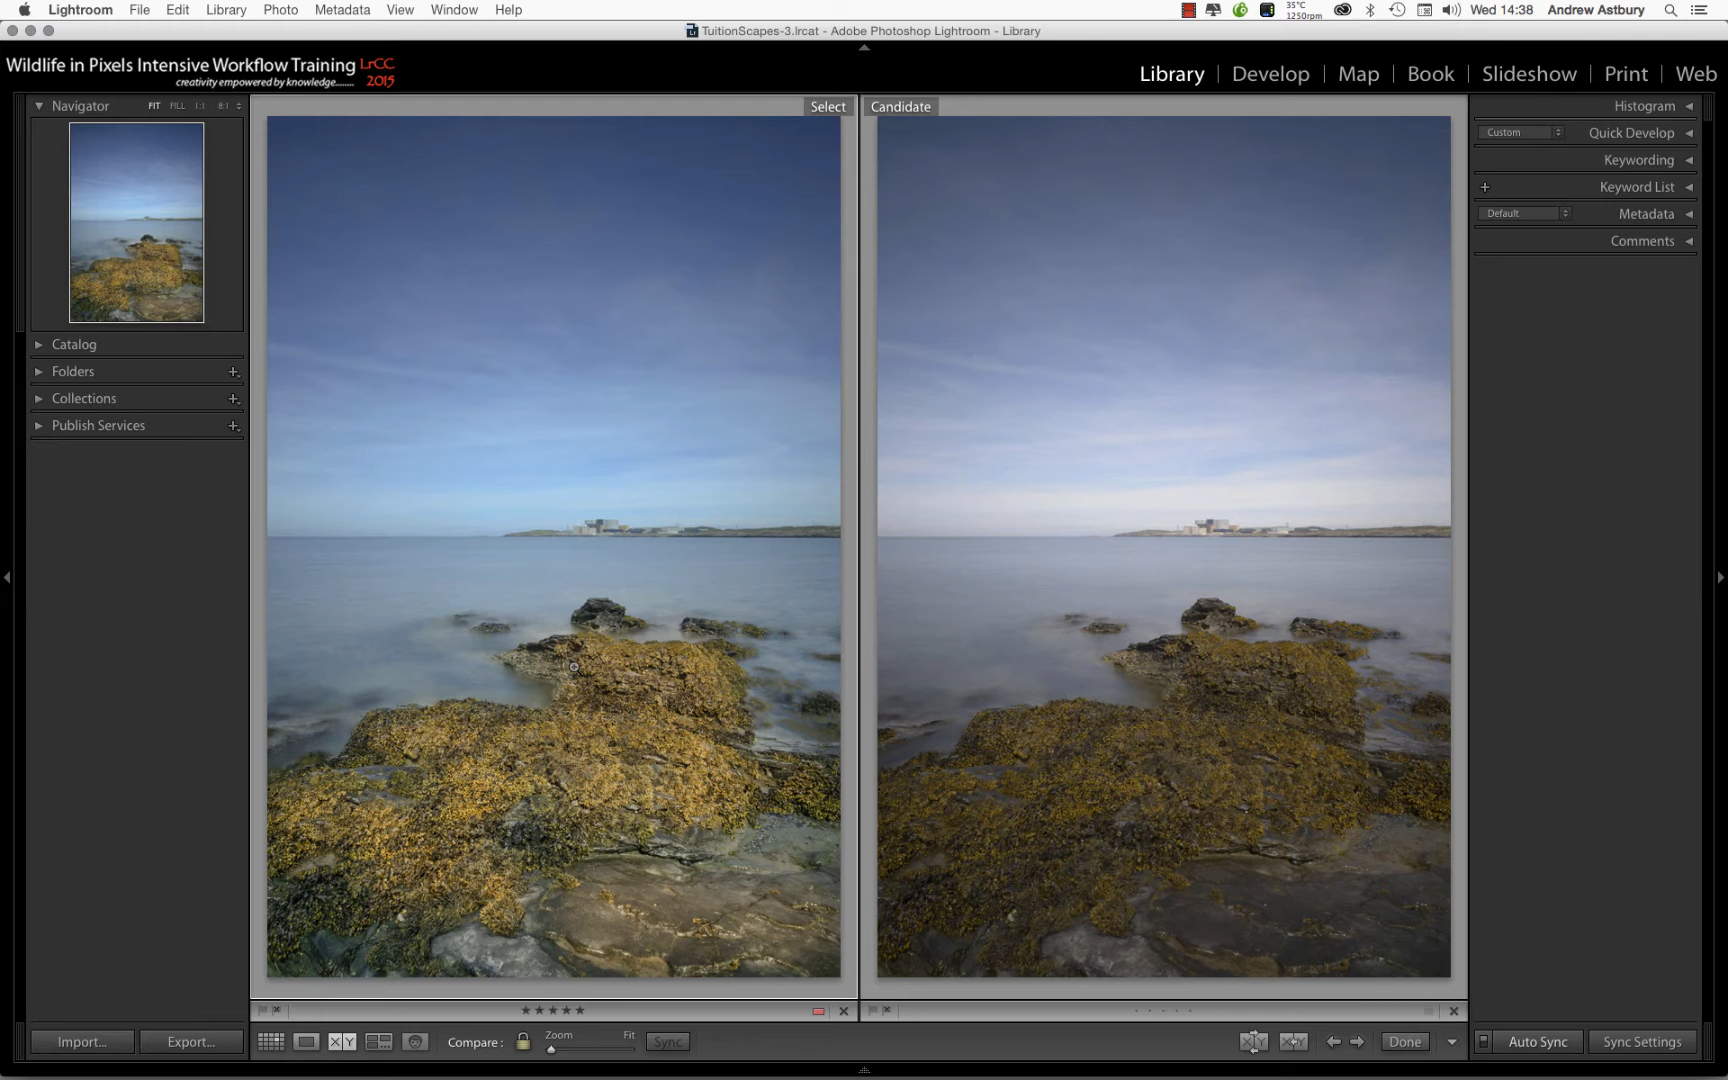 Lightroom File Edit Library Photo Metadata View Window Help 35°C 1250rpm Wed 14:38 Andrew Astbury
TuitionScapes-3.lrcat - Adobe Photoshop Lightroom - Library
Wildlife in Pixels Intensive Workflow Training LrCC 2015
creativity empowered by knowledge........
Library | Develop | Map | Book | Slideshow | Print | Web
Navigator FIT FILL 1:1 8:1
Catalog
Folders
Collections
Publish Services
Import... Export...
Select
Candidate
Compare : Zoom Fit Sync
X Y
Done
Histogram
Custom Quick Develop
Keywording
Keyword List
Default Metadata
Comments
Auto Sync Sync Settings